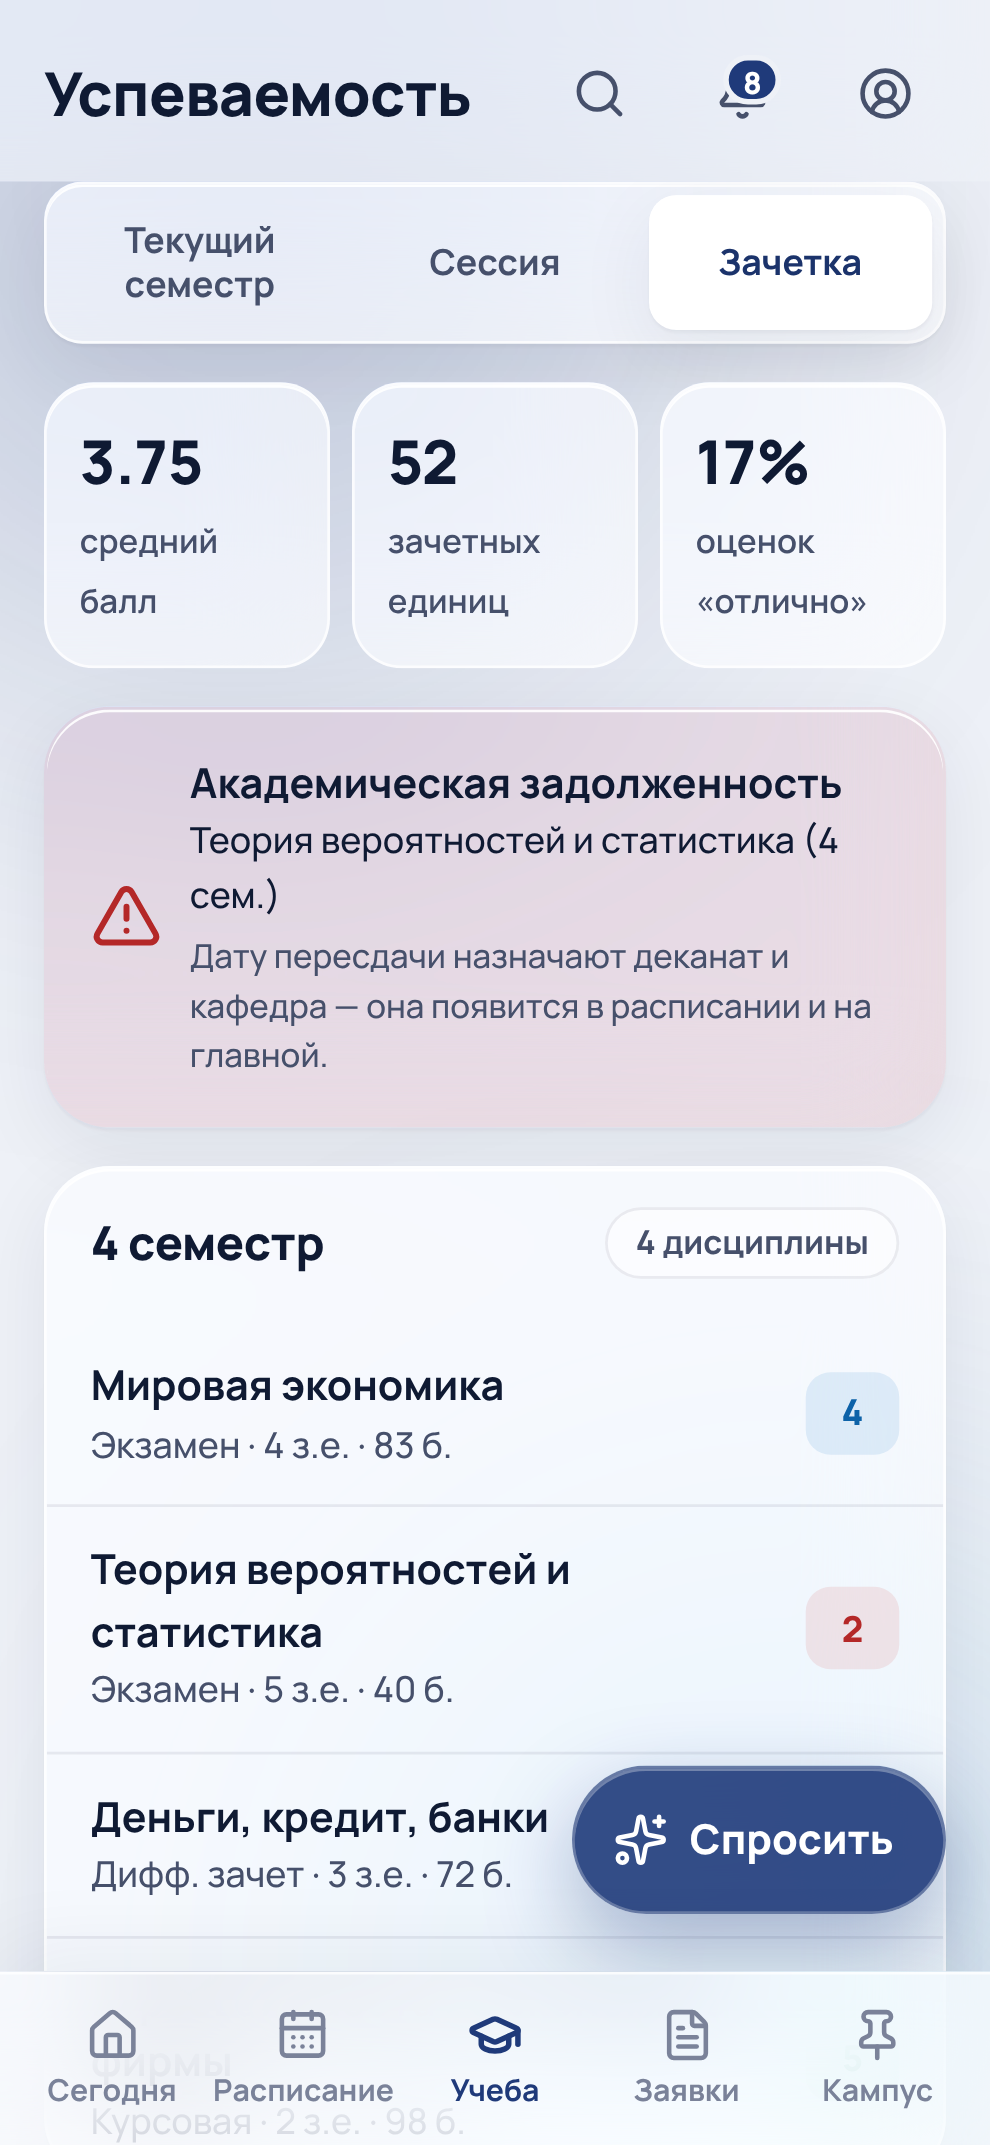 Успеваемость
8
Текущий
семестр
Сессия
Зачетка
3.75
средний
балл
52
зачетных
единиц
17%
оценок
«отлично»
Академическая задолженность
Теория вероятностей и статистика (4
сем.)
Дату пересдачи назначают деканат и
кафедра — она появится в расписании и на
главной.
4 семестр
4 дисциплины
Мировая экономика
Экзамен · 4 з.е. · 83 б.
4
Теория вероятностей и
статистика
Экзамен · 5 з.е. · 40 б.
2
Деньги, кредит, банки
Дифф. зачет · 3 з.е. · 72 б.
Спросить
фирмы
5
Сегодня
Расписание
Учеба
Заявки
Кампус
Курсовая · 2 з.е. · 98 б.